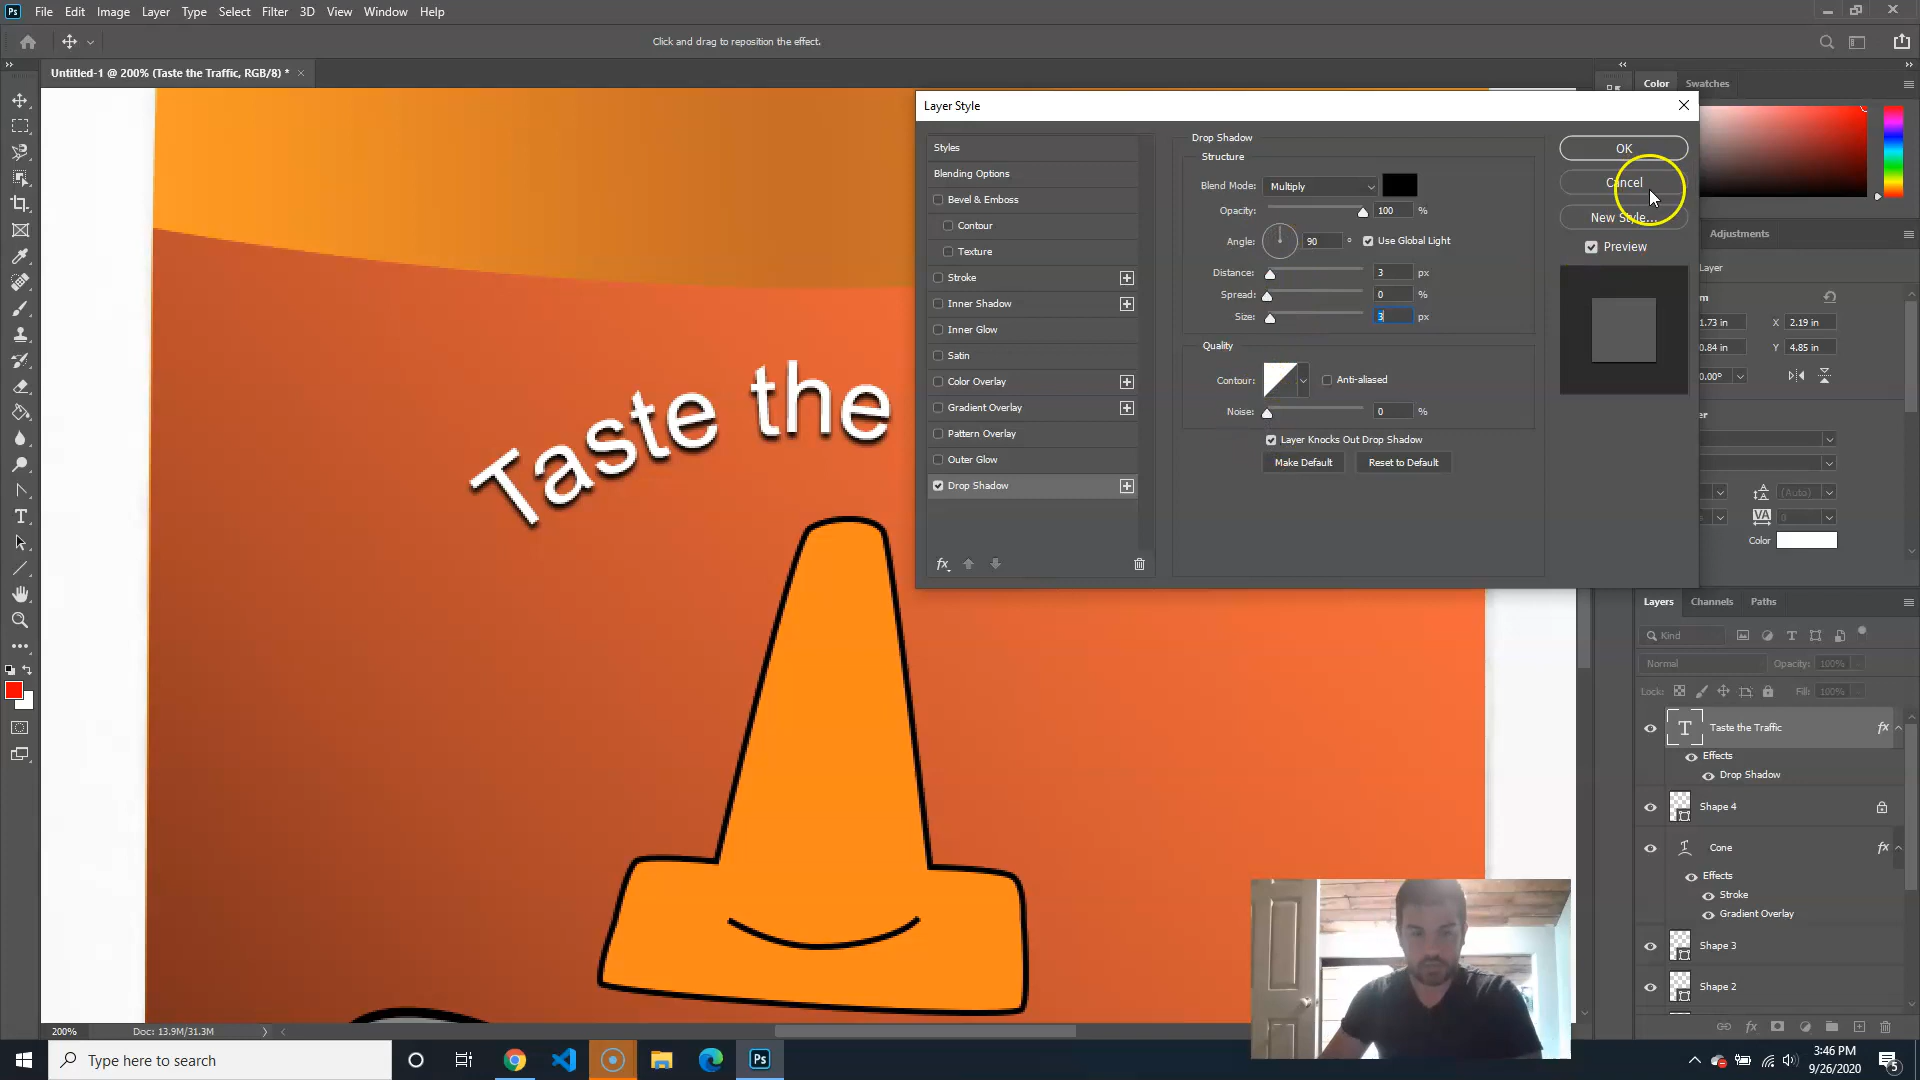 Ps File Edit Image Layer Type Select Filter 3D View Window Help
Click and drag to reposition the effect.
Untitled-1 @ 200% (Taste the Traffic, RGB/8) *
Color Swatches
Layer Style
Drop Shadow
Structure
Styles
Blending Options
Bevel & Emboss
Contour
Texture
Stroke
Inner Shadow
Inner Glow
Satin
Color Overlay
Gradient Overlay
Pattern Overlay
Outer Glow
Drop Shadow
fx
Blend Mode: Multiply
Opacity: 100 %
Angle: 90 ° Use Global Light
Distance: 3 px
Spread: 0 %
Size: 3 px
Quality
Contour: Anti-aliased
Noise: 0 %
Layer Knocks Out Drop Shadow
Make Default Reset to Default
OK
Cancel
New Style...
Preview
Adjustments
Layer
m
1.73 in X 2.19 in
0.84 in Y 4.85 in
0.00°
er
(Auto)
VA 0
Color
Taste the
Layers Channels Paths
Kind
Normal Opacity: 100%
Lock: Fill: 100%
T Taste the Traffic fx
Effects
Drop Shadow
Shape 4
Cone fx
Effects
Stroke
Gradient Overlay
Shape 3
Shape 2
fx
200% Doc: 13.9M/31.3M
Type here to search
Ps
3:46 PM
9/26/2020
5